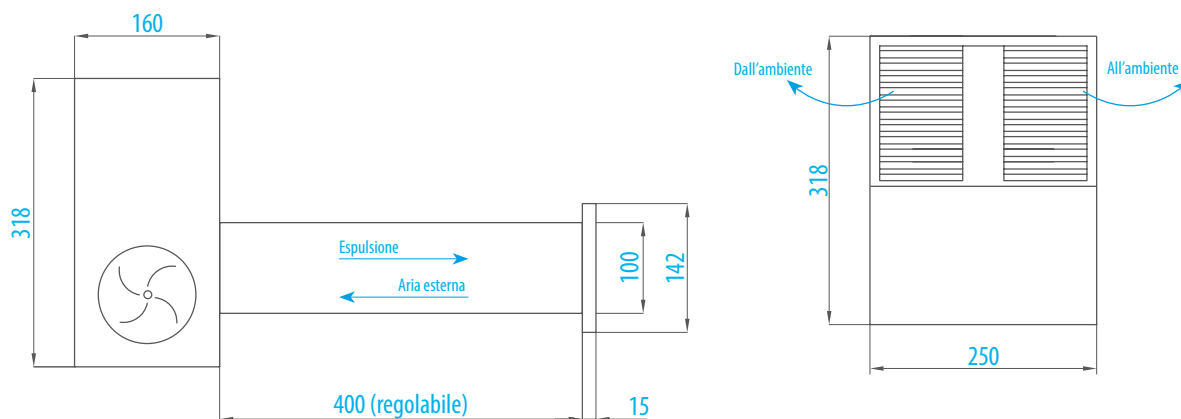 160
318
Espulsione
Aria esterna
100
142
400 (regolabile)
15
Dall'ambiente
All'ambiente
318
250